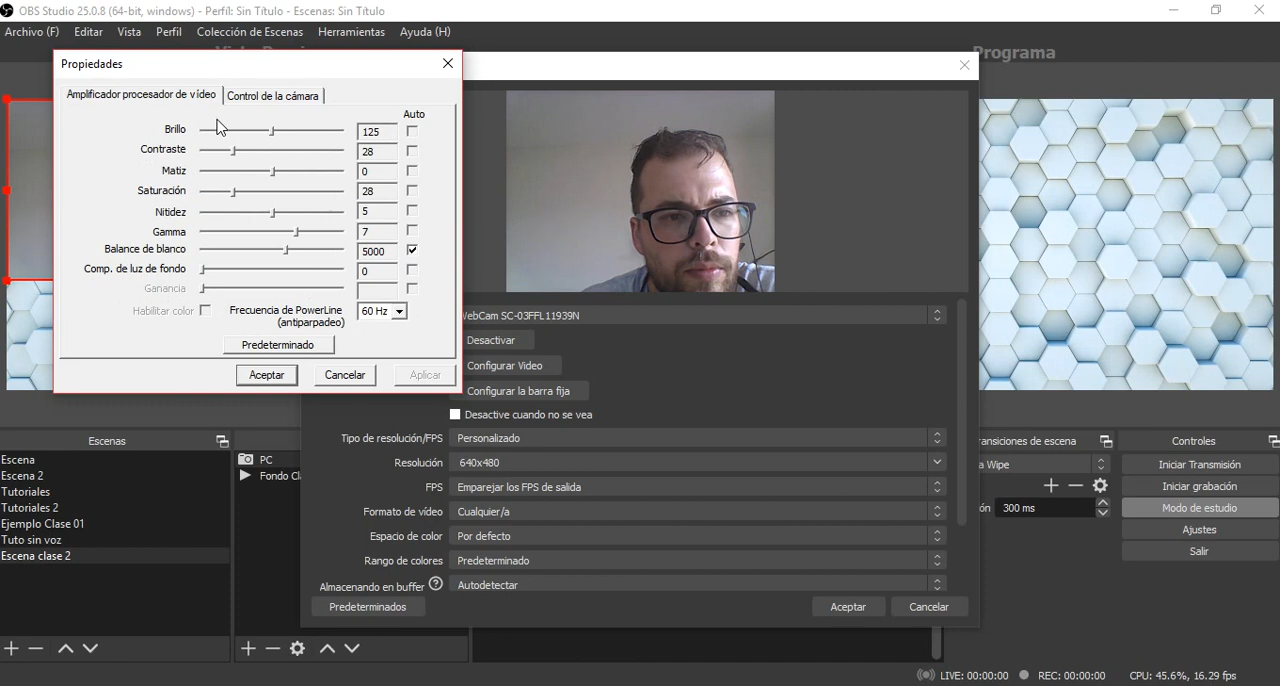 OBS Studio 25.0.8 (64-bit, windows) - Perfil: Sin Título - Escenas: Sin Título
Archivo (F) Editar Vista Perfil Colección de Escenas Herramientas Ayuda (H)
Programa
Propiedades
Amplificador procesador de vídeo Control de la cámara
Auto
Brillo 125
Contraste 28
Matiz 0
Saturación 28
Nitidez 5
Gamma 7
Balance de blanco 5000
Comp. de luz de fondo 0
Ganancia
Habilitar color Frecuencia de PowerLine 60 Hz
(antiparpadeo)
Predeterminado
Aceptar Cancelar Aplicar
WebCam SC-03FFL11939N
Desactivar
Configurar Video
Configurar la barra fija
Desactive cuando no se vea
Tipo de resolución/FPS Personalizado
Resolución 640x480
FPS Emparejar los FPS de salida
Formato de vídeo Cualquier/a
Espacio de color Por defecto
Rango de colores Predeterminado
Almacenando en buffer ? Autodetectar
Predeterminados Aceptar Cancelar
Escenas
Escena
Escena 2
Tutoriales
Tutoriales 2
Ejemplo Clase 01
Tuto sin voz
Escena clase 2
PC
Fondo Cl
ransiciones de escena
a Wipe
ón 300 ms
Controles
Iniciar Transmisión
Iniciar grabación
Modo de estudio
Ajustes
Salir
LIVE: 00:00:00 REC: 00:00:00 CPU: 45.6%, 16.29 fps